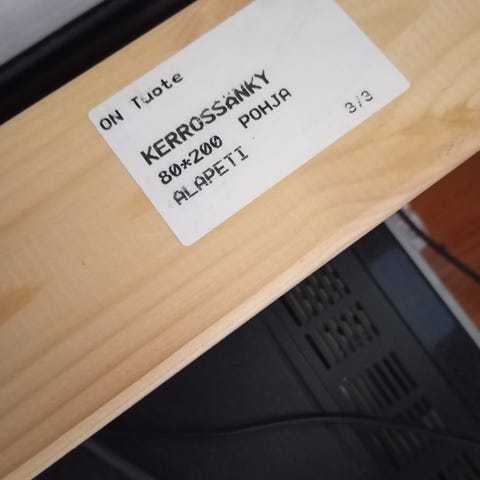 ON Tuote
KERROSSÄNKY
80*200 POHJA
ALAPETI
3/3